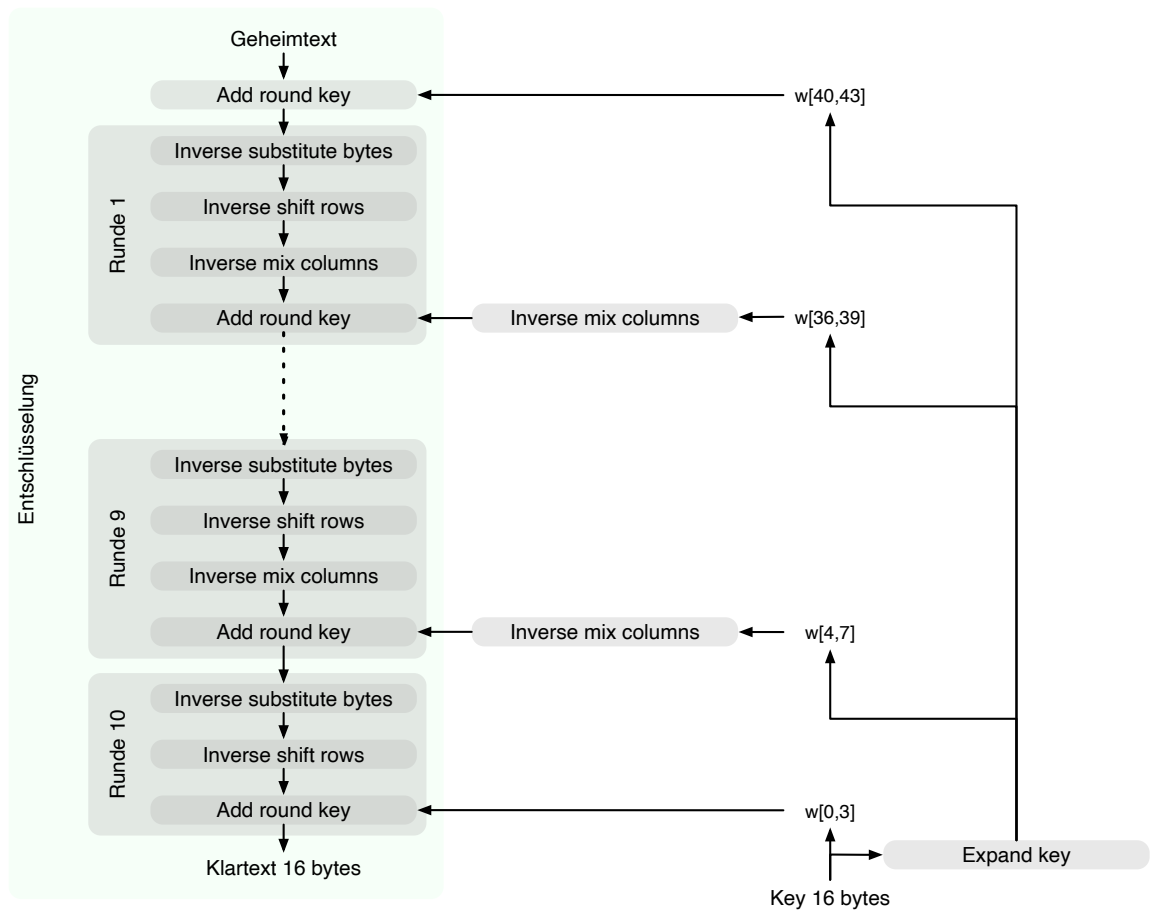 Geheimtext
Add round key
w[40,43]
Inverse substitute bytes
Inverse shift rows
Runde 1
Inverse mix columns
Add round key
Inverse mix columns
w[36,39]
Entschlüsselung
Inverse substitute bytes
Inverse shift rows
Runde 9
Inverse mix columns
Add round key
Inverse mix columns
w[4,7]
Inverse substitute bytes
Runde 10
Inverse shift rows
Add round key
w[0,3]
Expand key
Klartext 16 bytes
Key 16 bytes